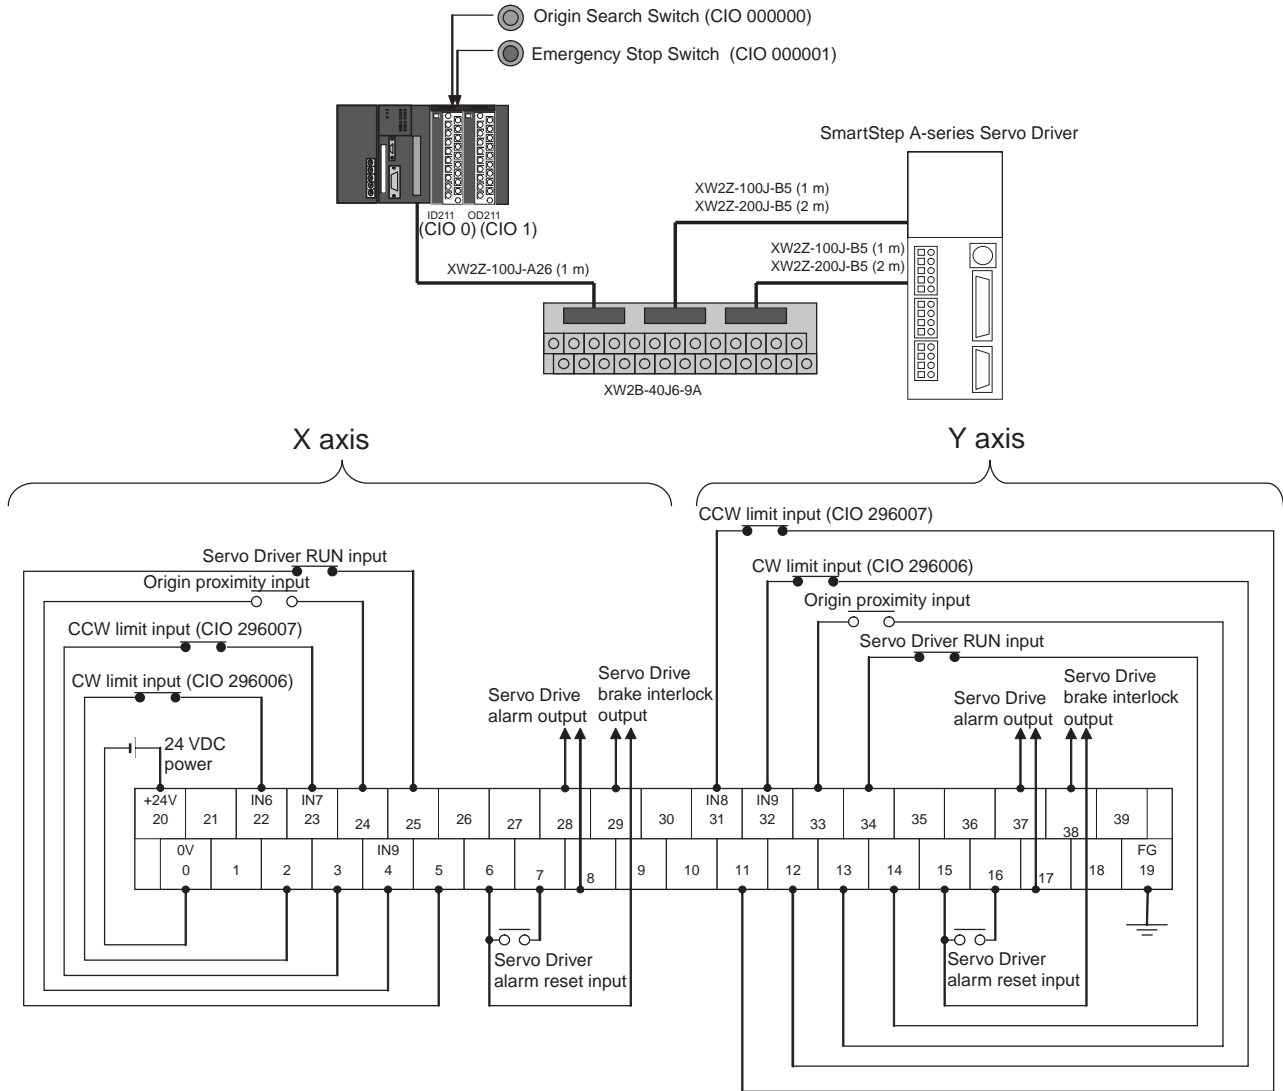 Origin Search Switch (CIO 000000)
Emergency Stop Switch (CIO 000001)
SmartStep A-series Servo Driver
XW2Z-100J-B5 (1 m)
XW2Z-200J-B5 (2 m)
ID211 OD211
(CIO 0) (CIO 1)
XW2Z-100J-B5 (1 m)
XW2Z-200J-B5 (2 m)
XW2Z-100J-A26 (1 m)
XW2B-40J6-9A
X axis
Y axis
CCW limit input (CIO 296007)
Servo Driver RUN input
CW limit input (CIO 296006)
Origin proximity input
Origin proximity input
CCW limit input (CIO 296007)
Servo Driver RUN input
CW limit input (CIO 296006)
Servo Drive
alarm output
Servo Drive
brake interlock
output
Servo Drive
alarm output
Servo Drive
brake interlock
output
24 VDC
power
+24V IN6 IN7 IN8 IN9
20 21 22 23 24 25 26 27 28 29 30 31 32 33 34 35 36 37 38 39
0V IN9 FG
0 1 2 3 4 5 6 7 8 9 10 11 12 13 14 15 16 17 18 19
Servo Driver
alarm reset input
Servo Driver
alarm reset input